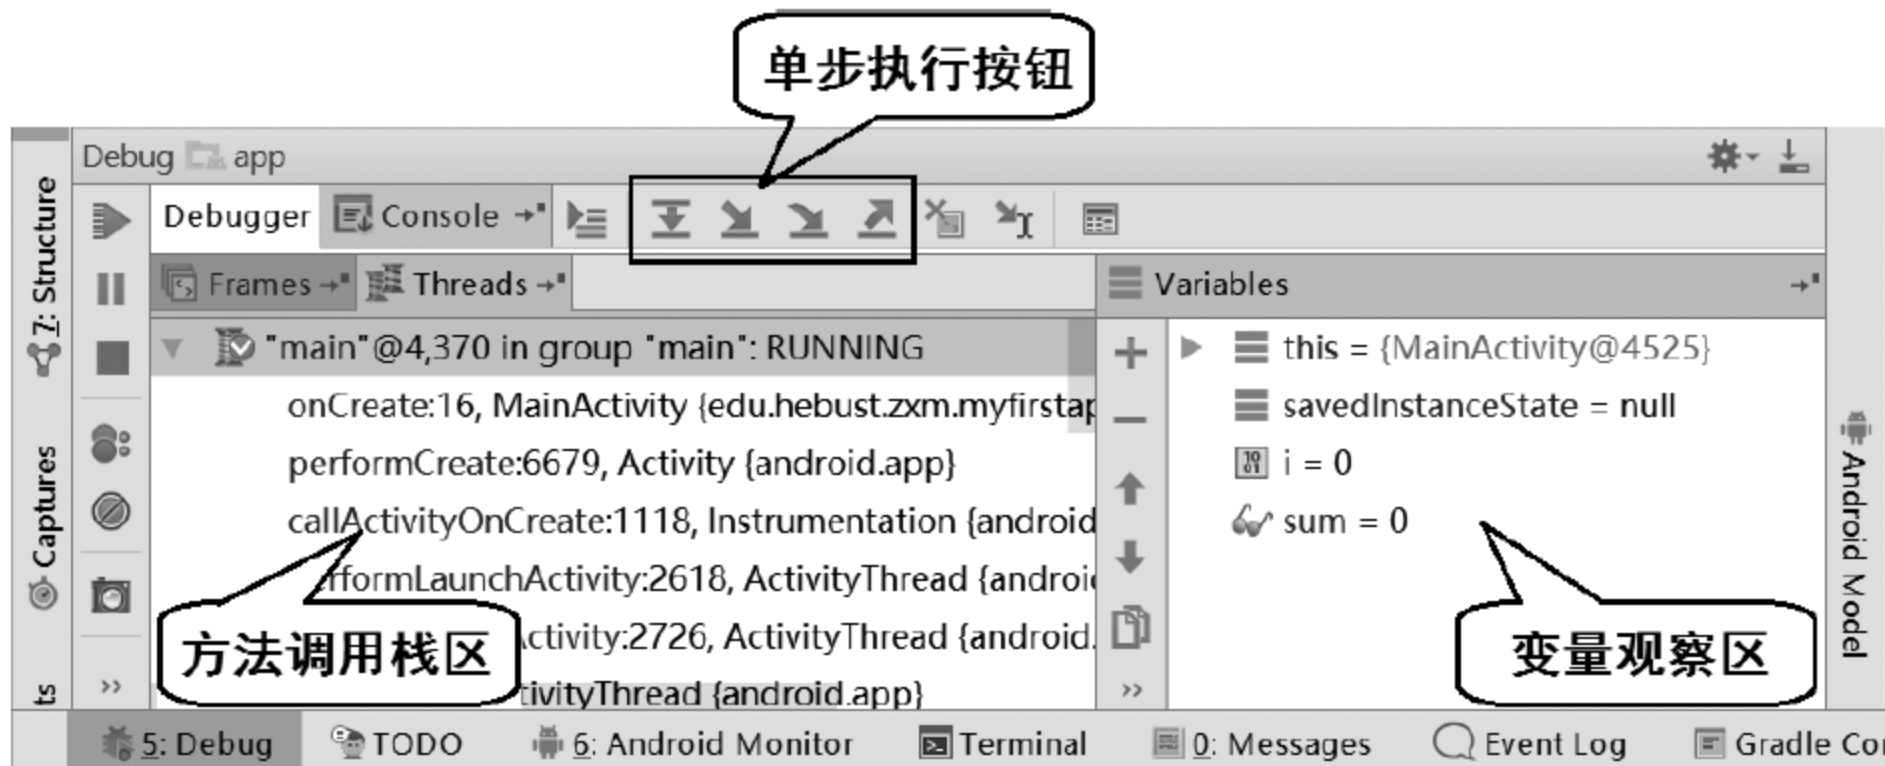 单步执行按钮
Debug app
Debugger Console
Frames Threads Variables
"main"@4,370 in group "main": RUNNING
this = {MainActivity@4525}
onCreate:16, MainActivity {edu.hebust.zxm.myfirstap
savedInstanceState = null
performCreate:6679, Activity {android.app}
i = 0
callActivityOnCreate:1118, Instrumentation {android
sum = 0
rformLaunchActivity:2618, ActivityThread {androi
ctivity:2726, ActivityThread {android.
tivityThread {android.app}
方法调用栈区
变量观察区
7: Structure
Captures
ts
Android Model
5: Debug TODO 6: Android Monitor Terminal 0: Messages Event Log Gradle Co